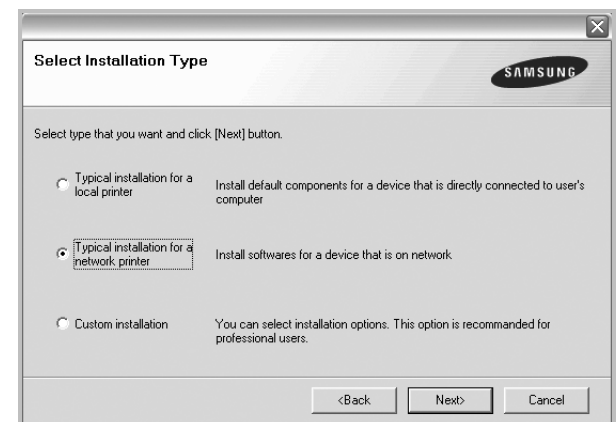 Select Installation Type
SAMSUNG
Select type that you want and click [Next] button.
Typical installation for a
local printer
Install default components for a device that is directly connected to user's
computer
Typical installation for a
network printer
Install softwares for a device that is on network
Custom installation
You can select installation options. This option is recommanded for
professional users.
<Back
Next>
Cancel